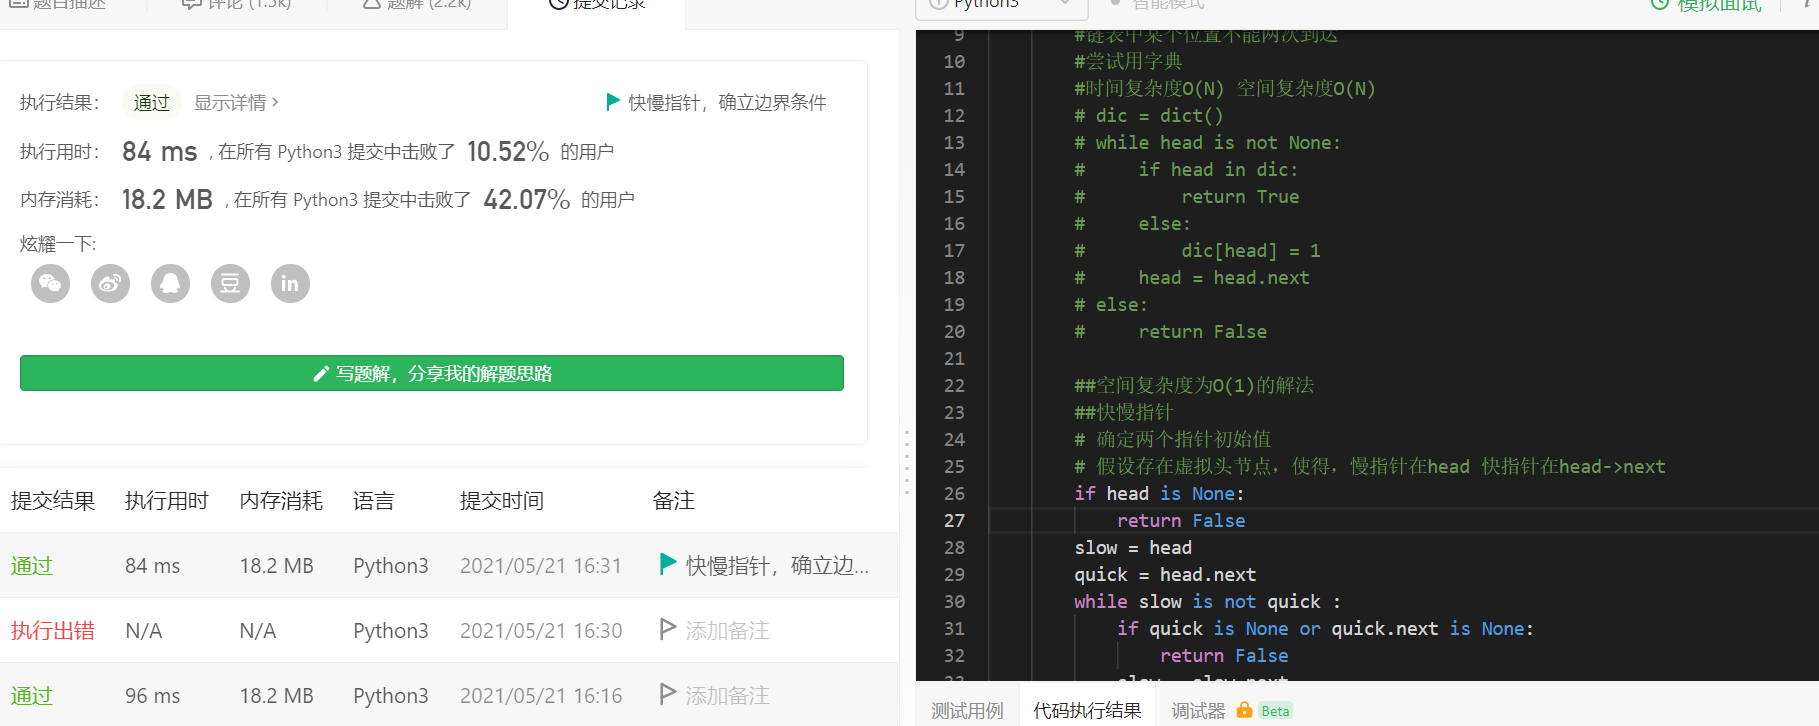 题目描述 评论 (1.5k) 题解 (2.2k) 提交记录
执行结果： 通过 显示详情 › 快慢指针，确立边界条件
执行用时： 84 ms , 在所有 Python3 提交中击败了 10.52% 的用户
内存消耗： 18.2 MB , 在所有 Python3 提交中击败了 42.07% 的用户
炫耀一下:
写题解，分享我的解题思路
提交结果 执行用时 内存消耗 语言 提交时间 备注
通过 84 ms 18.2 MB Python3 2021/05/21 16:31 快慢指针，确立边...
执行出错 N/A N/A Python3 2021/05/21 16:30 添加备注
通过 96 ms 18.2 MB Python3 2021/05/21 16:16 添加备注
Python3 智能模式 模拟面试
9 #链表中某个位置不能两次到达
10 #尝试用字典
11 #时间复杂度O(N) 空间复杂度O(N)
12 # dic = dict()
13 # while head is not None:
14 #     if head in dic:
15 #         return True
16 #     else:
17 #         dic[head] = 1
18 #     head = head.next
19 # else:
20 #     return False
21
22 ##空间复杂度为O(1)的解法
23 ##快慢指针
24 # 确定两个指针初始值
25 # 假设存在虚拟头节点，使得，慢指针在head 快指针在head->next
26 if head is None:
27     return False
28 slow = head
29 quick = head.next
30 while slow is not quick :
31     if quick is None or quick.next is None:
32         return False
33     slow = slow.next
测试用例 代码执行结果 调试器 Beta